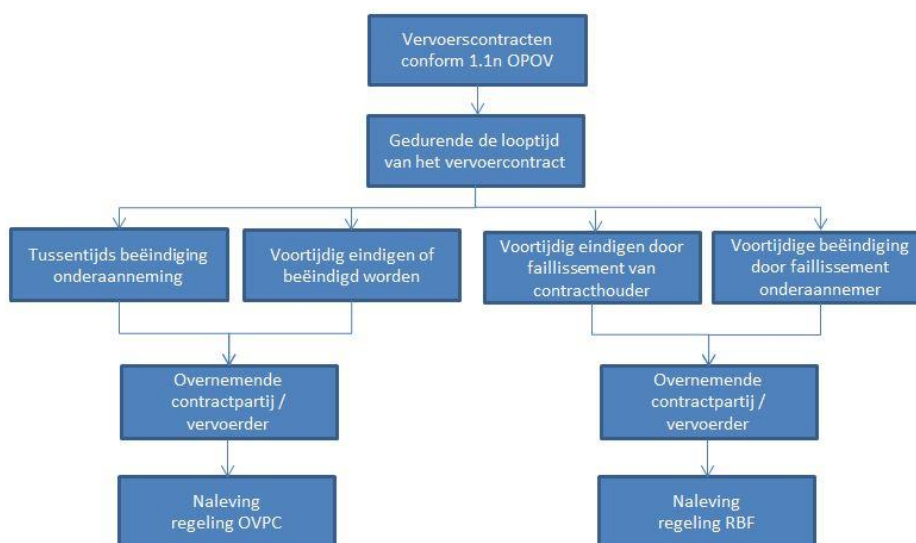 Vervoerscontracten
conform 1.1n OPOV
Gedurende de looptijd
van het vervoercontract
Tussentijds beëindiging
onderaanneming
Voortijdig eindigen of
beëindigd worden
Voortijdig eindigen door
faillissement van
contracthouder
Voortijdige beëindiging
door faillissement
onderaannemer
Overnemende
contractpartij /
vervoerder
Overnemende
contractpartij /
vervoerder
Naleving
regeling OVPC
Naleving
regeling RBF